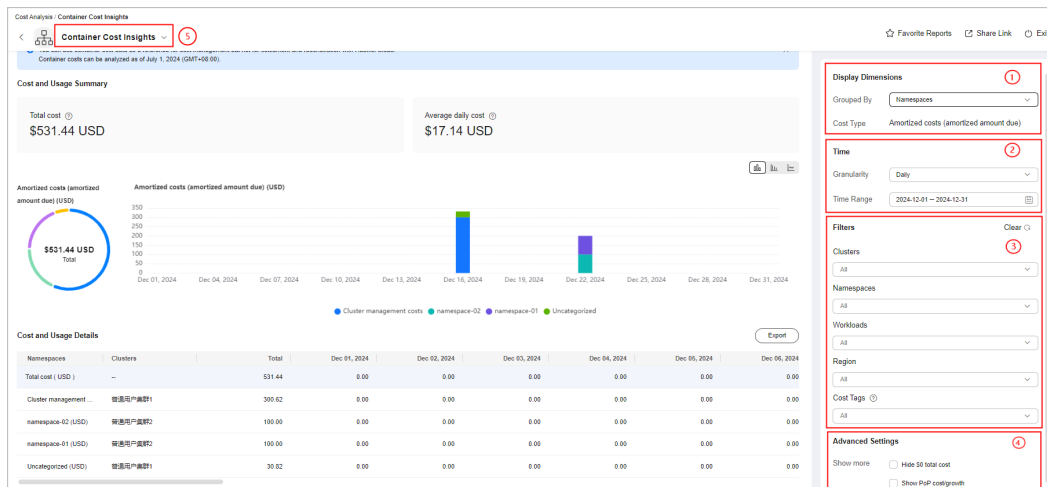 Cost Analysis / Container Cost Insights
Container Cost Insights
5
Favorite Reports
Share Link
Exi
Container costs can be analyzed as of July 1, 2024 (GMT+08:00).
Cost and Usage Summary
Total cost
$531.44 USD
Average daily cost
$17.14 USD
Amortized costs (amortized
amount due) (USD)
$531.44 USD
Total
Amortized costs (amortized amount due) (USD)
350
300
250
200
150
100
50
0
Dec 01, 2024 Dec 04, 2024 Dec 07, 2024 Dec 10, 2024 Dec 13, 2024 Dec 16, 2024 Dec 19, 2024 Dec 22, 2024 Dec 25, 2024 Dec 28, 2024 Dec 31, 2024
Cluster management costs namespace-02 namespace-01 Uncategorized
Cost and Usage Details
Export
Namespaces Clusters Total Dec 01, 2024 Dec 02, 2024 Dec 03, 2024 Dec 04, 2024 Dec 05, 2024 Dec 06, 2024
Total cost ( USD ) -- 531.44 0.00 0.00 0.00 0.00 0.00 0.00
Cluster management ... 普通用户集群1 300.62 0.00 0.00 0.00 0.00 0.00 0.00
namespace-02 (USD) 普通用户集群2 100.00 0.00 0.00 0.00 0.00 0.00 0.00
namespace-01 (USD) 普通用户集群2 100.00 0.00 0.00 0.00 0.00 0.00 0.00
Uncategorized (USD) 普通用户集群1 30.82 0.00 0.00 0.00 0.00 0.00 0.00
Display Dimensions
1
Grouped By Namespaces
Cost Type Amortized costs (amortized amount due)
Time
2
Granularity Daily
Time Range 2024-12-01 – 2024-12-31
Filters Clear
3
Clusters
All
Namespaces
All
Workloads
All
Region
All
Cost Tags
All
Advanced Settings
4
Show more Hide $0 total cost
Show PoP cost/growth